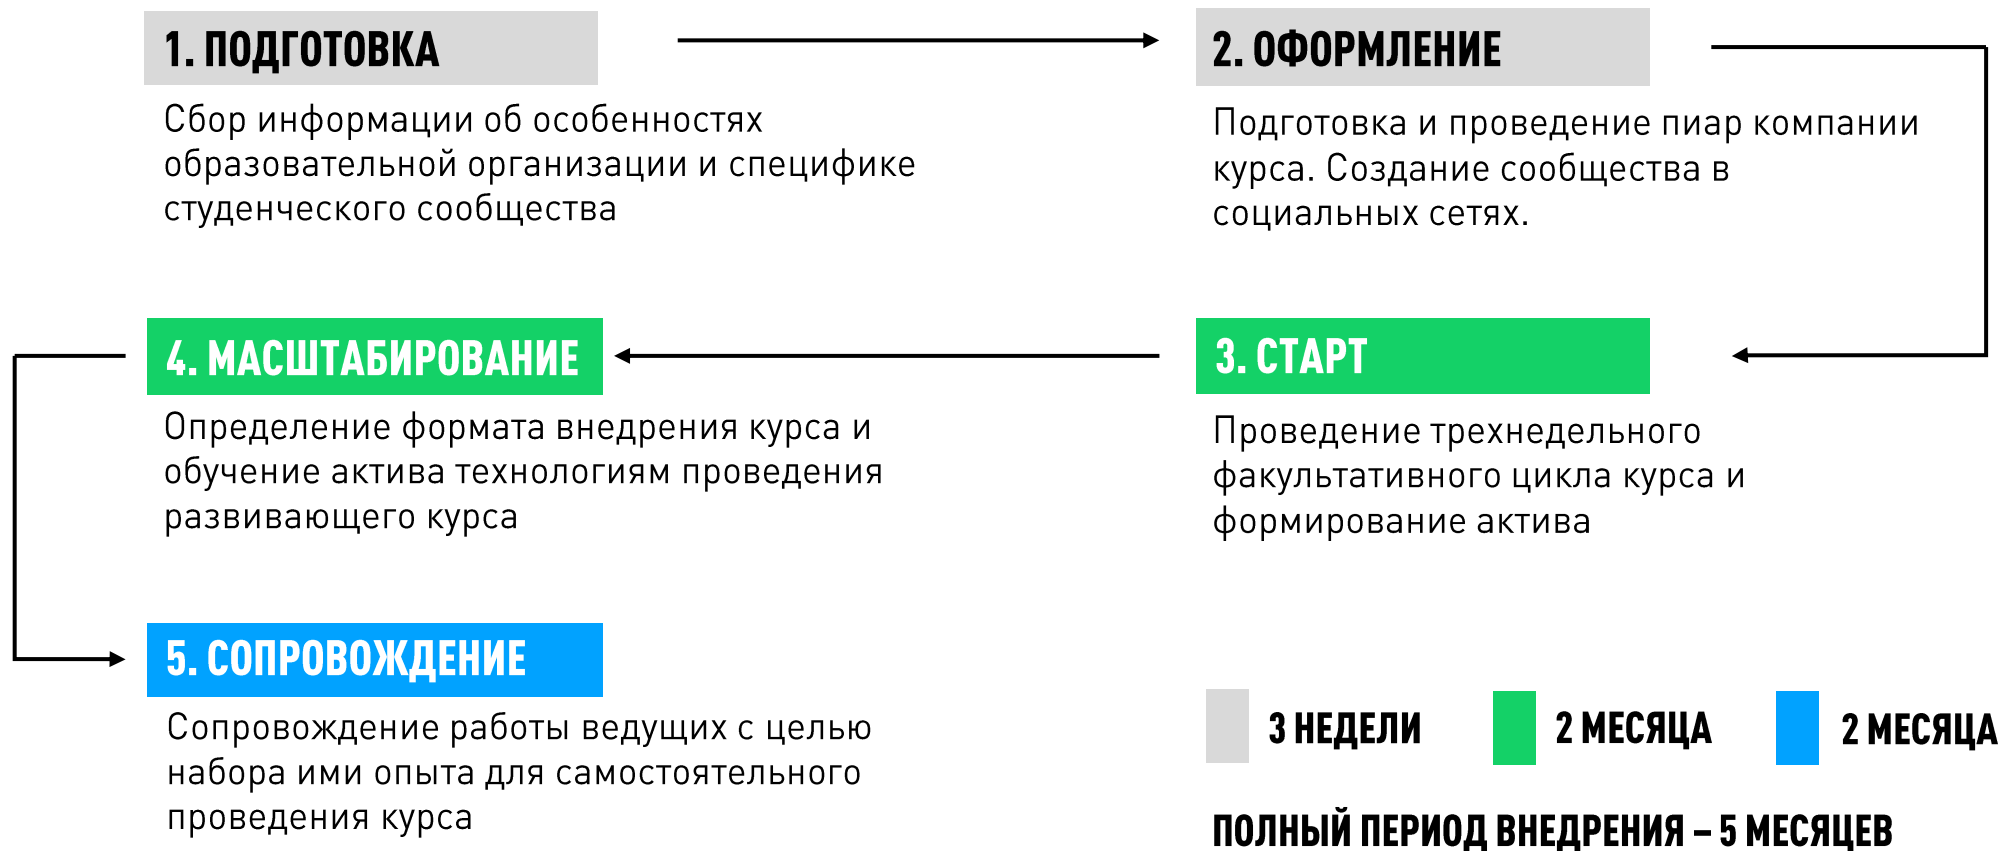 1. ПОДГОТОВКА
Сбор информации об особенностях
образовательной организации и специфике
студенческого сообщества
2. ОФОРМЛЕНИЕ
Подготовка и проведение пиар компании
курса. Создание сообщества в
социальных сетях.
3. СТАРТ
Проведение трехнедельного
факультативного цикла курса и
формирование актива
4. МАСШТАБИРОВАНИЕ
Определение формата внедрения курса и
обучение актива технологиям проведения
развивающего курса
5. СОПРОВОЖДЕНИЕ
Сопровождение работы ведущих с целью
набора ими опыта для самостоятельного
проведения курса
3 НЕДЕЛИ
2 МЕСЯЦА
2 МЕСЯЦА
ПОЛНЫЙ ПЕРИОД ВНЕДРЕНИЯ – 5 МЕСЯЦЕВ